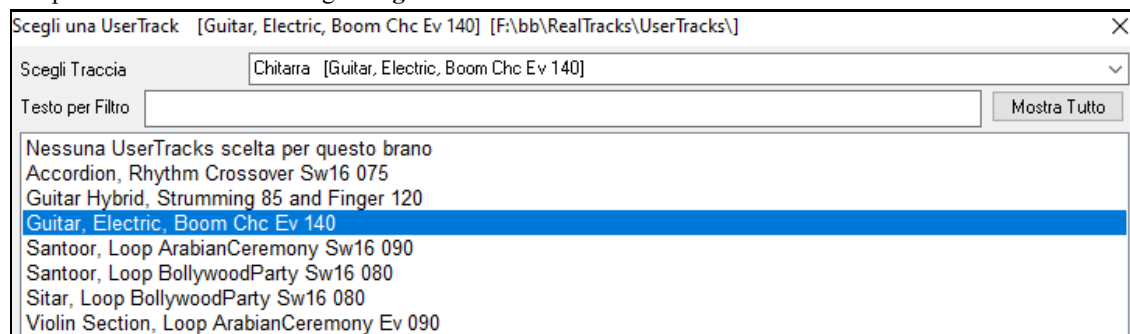 Scegli una UserTrack [Guitar, Electric, Boom Chc Ev 140] [F:\bb\RealTracks\UserTracks\]
Scegli Traccia Chitarra [Guitar, Electric, Boom Chc Ev 140]
Testo per Filtro Mostra Tutto
Nessuna UserTracks scelta per questo brano
Accordion, Rhythm Crossover Sw16 075
Guitar Hybrid, Strumming 85 and Finger 120
Guitar, Electric, Boom Chc Ev 140
Santoor, Loop ArabianCeremony Sw16 090
Santoor, Loop BollywoodParty Sw16 080
Sitar, Loop BollywoodParty Sw16 080
Violin Section, Loop ArabianCeremony Ev 090